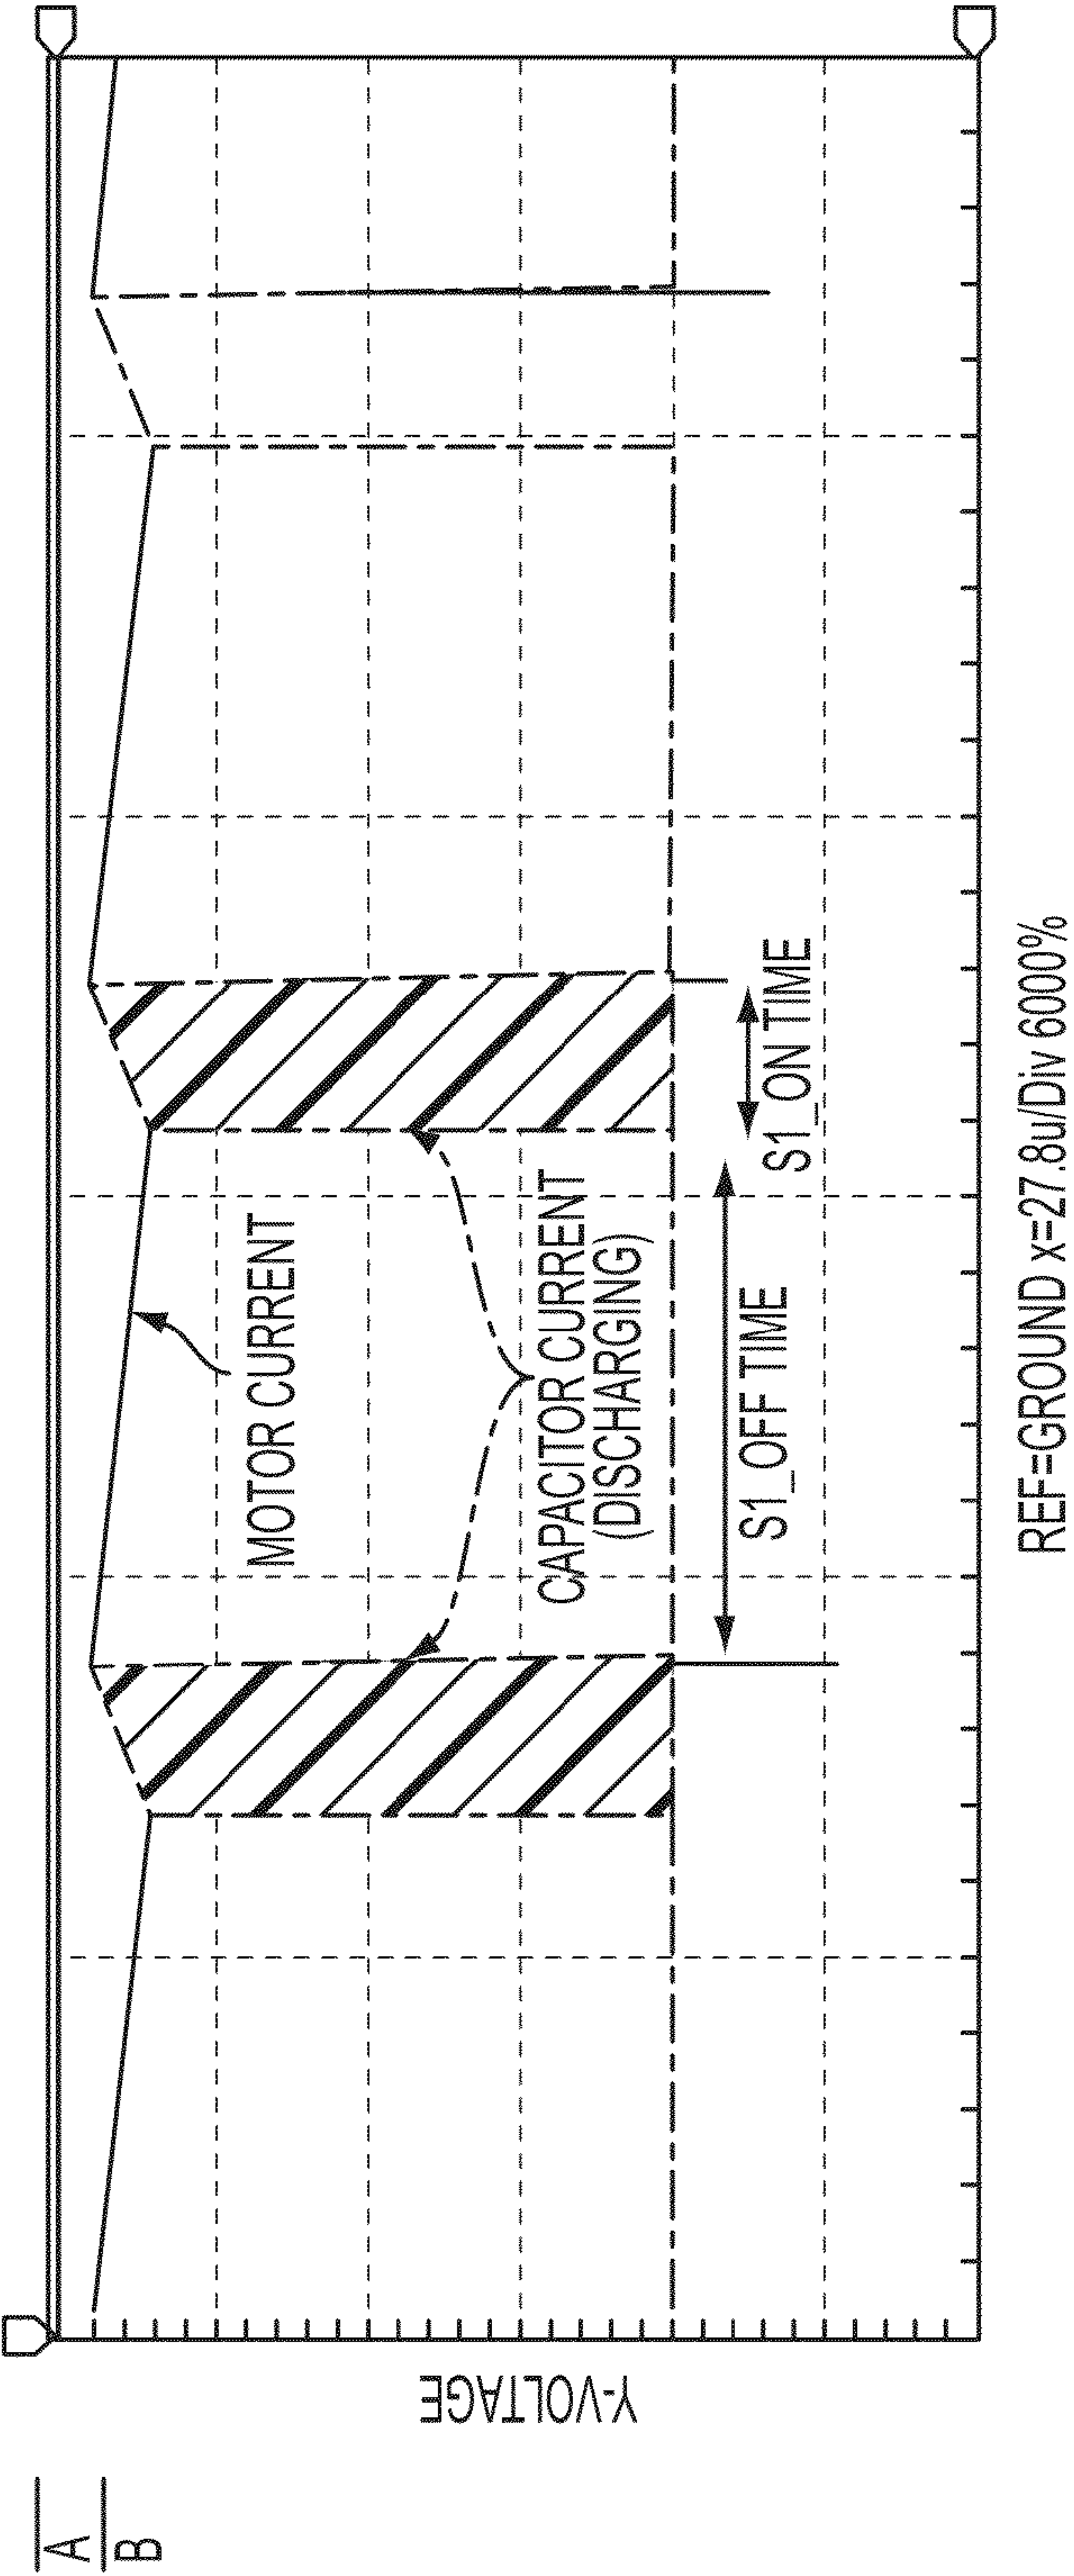 A
B
Y-VOLTAGE
MOTOR CURRENT
CAPACITOR CURRENT
(DISCHARGING)
S1_OFF TIME
S1_ON TIME
REF=GROUND x=27.8u/Div 6000%